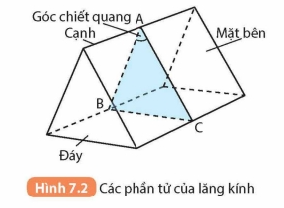 Góc chiết quang
A
Cạnh
Mặt bên
B
C
Đáy
Hình 7.2 Các phần tử của lăng kính